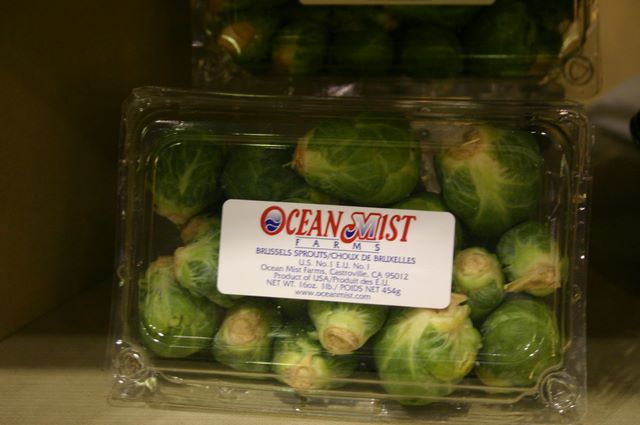 OCEAN MIST
FARMS
BRUSSELS SPROUTS/CHOUX DE BRUXELLES
U.S. No. 1 E.U. No. 1
Ocean Mist Farms, Castroville, CA 95012
Product of USA/Produit des E.U.
NET WT. 16oz. 1lb./POIDS NET 454g
www.oceanmist.com